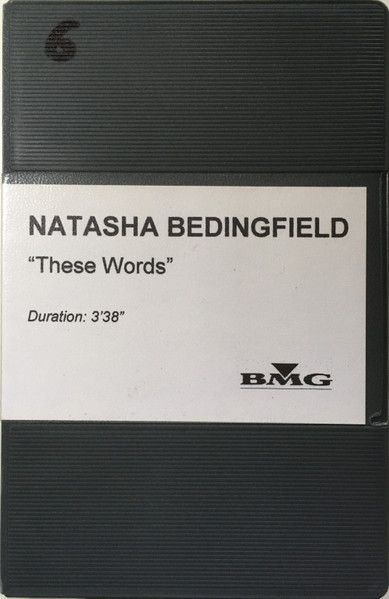 6
NATASHA BEDINGFIELD
“These Words”
Duration: 3’38”
BMG